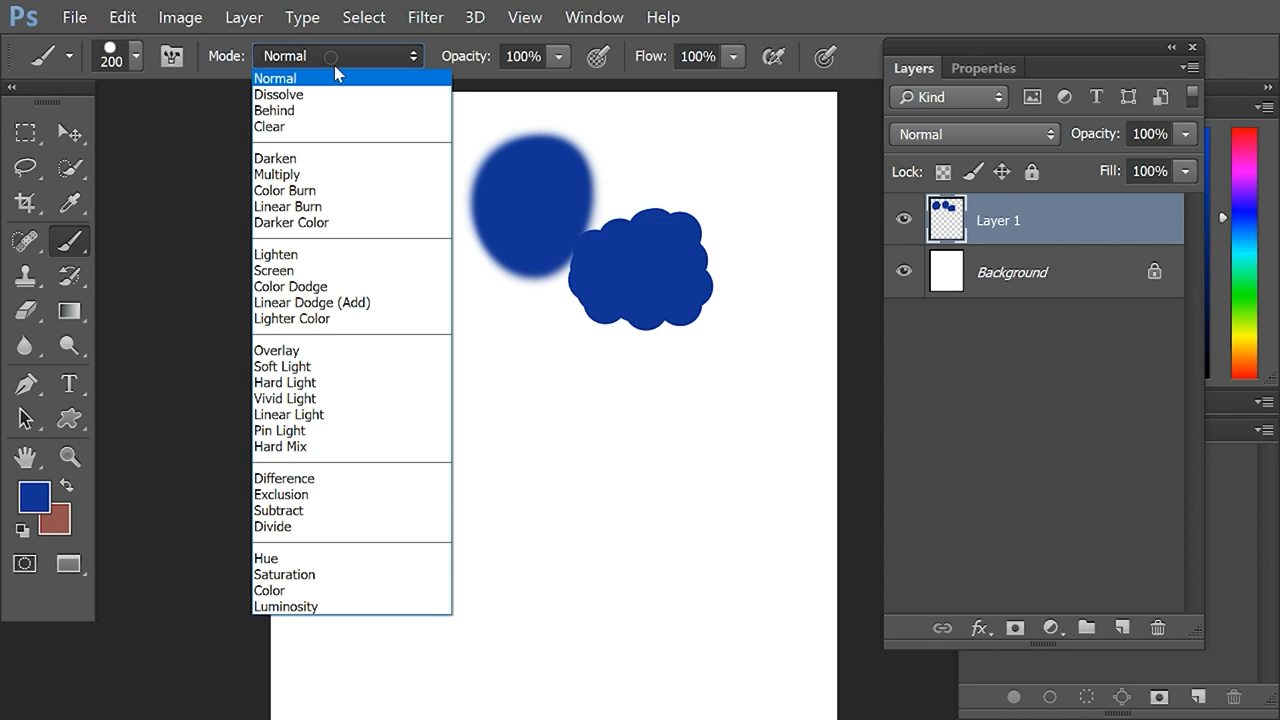 Ps File Edit Image Layer Type Select Filter 3D View Window Help
200 Mode: Normal Opacity: 100% Flow: 100%
Normal
Dissolve
Behind
Clear
Darken
Multiply
Color Burn
Linear Burn
Darker Color
Lighten
Screen
Color Dodge
Linear Dodge (Add)
Lighter Color
Overlay
Soft Light
Hard Light
Vivid Light
Linear Light
Pin Light
Hard Mix
Difference
Exclusion
Subtract
Divide
Hue
Saturation
Color
Luminosity
Layers Properties
Kind
Normal Opacity: 100%
Lock: Fill: 100%
Layer 1
Background